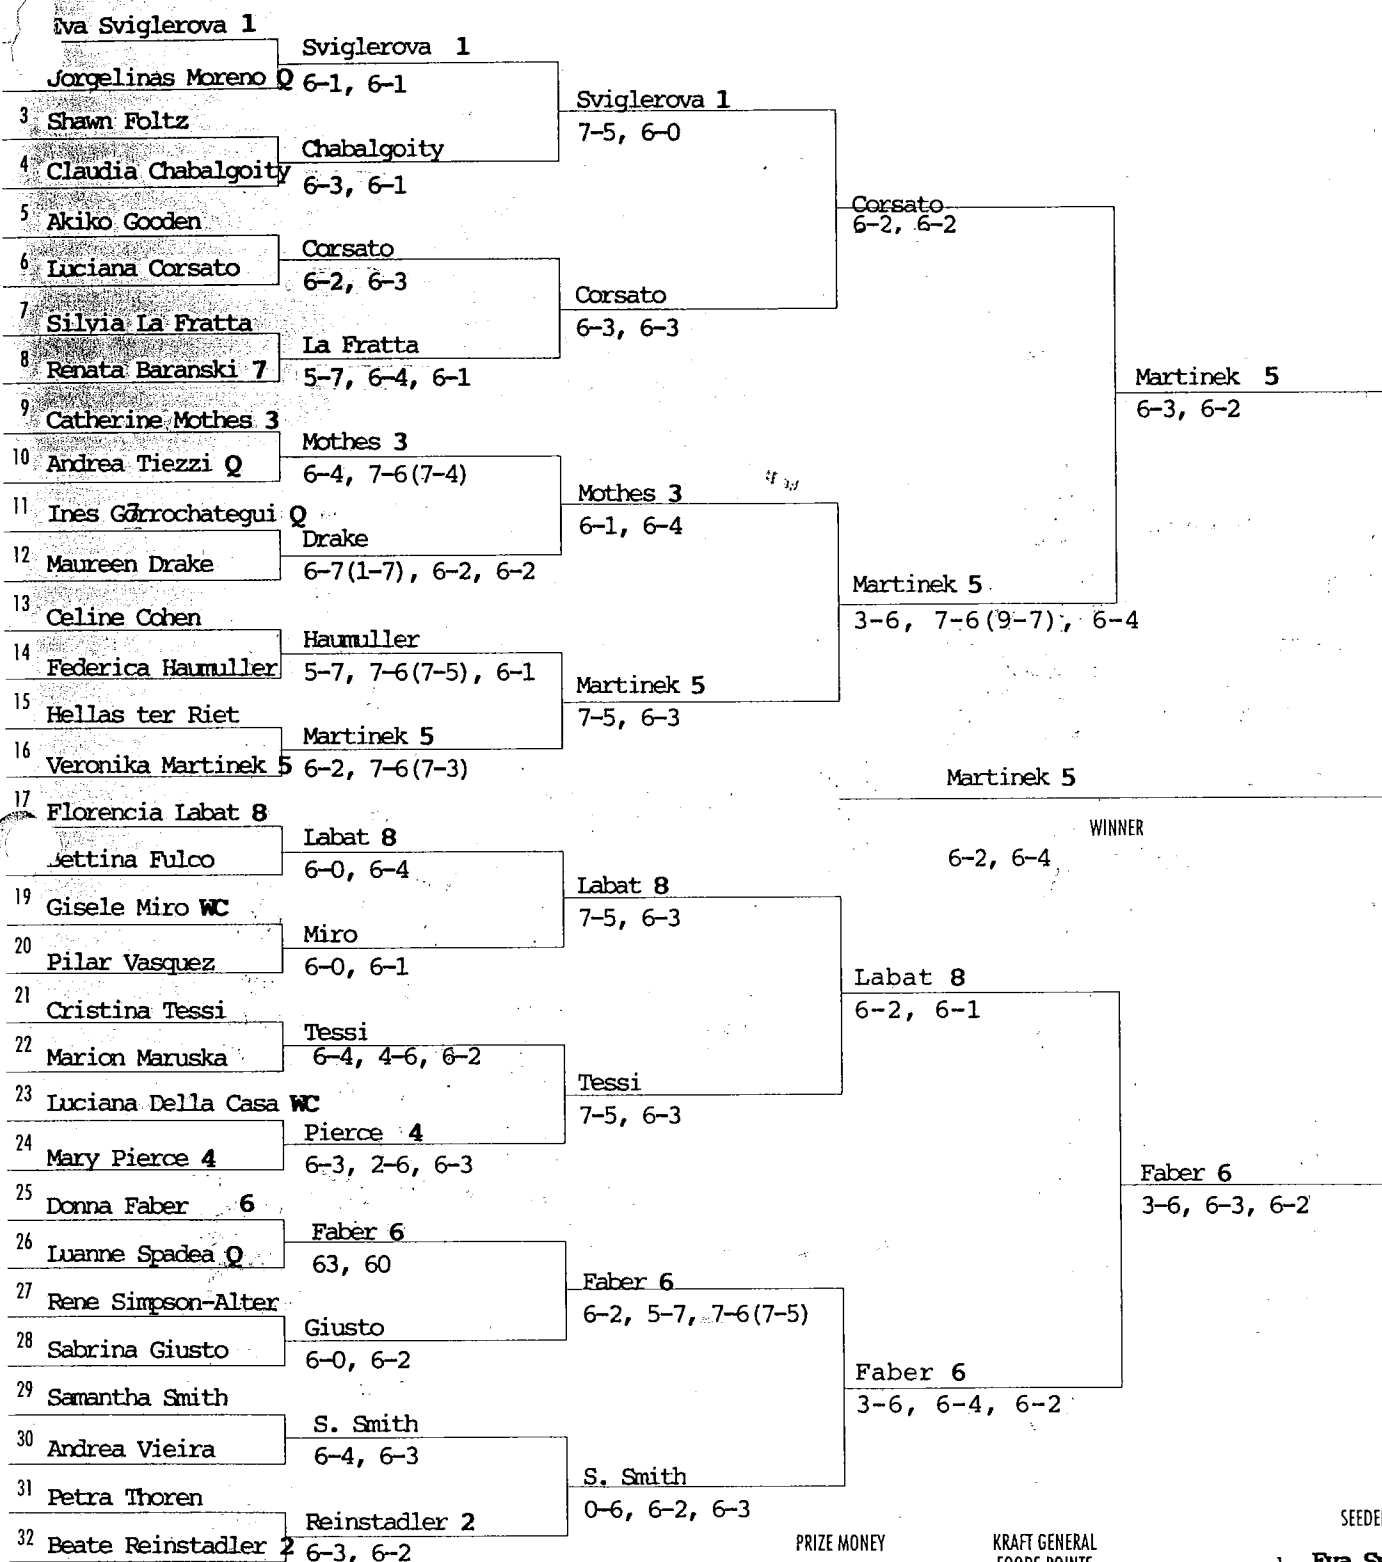 Eva Sviglerova 1
Jorgelinas Moreno Q
3 Shawn Foltz
4 Claudia Chabalgoity
5 Akiko Gooden
6 Luciana Corsato
7 Silvia La Fratta
8 Renata Baranski 7
9 Catherine Mothes 3
10 Andrea Tiezzi Q
11 Ines Gorrochategui Q
12 Maureen Drake
13 Celine Cohen
14 Federica Haumuller
15 Hellas ter Riet
16 Veronika Martinek 5
17 Florencia Labat 8
Bettina Fulco
19 Gisele Miro WC
20 Pilar Vasquez
21 Cristina Tessi
22 Marion Maruska
23 Luciana Della Casa WC
24 Mary Pierce 4
25 Donna Faber 6
26 Luanne Spadea Q
27 Rene Simpson-Alter
28 Sabrina Giusto
29 Samantha Smith
30 Andrea Vieira
31 Petra Thoren
32 Beate Reinstadler 2
Sviglerova 1
6-1, 6-1
Chabalgoity
6-3, 6-1
Corsato
6-2, 6-3
La Fratta
5-7, 6-4, 6-1
Mothes 3
6-4, 7-6(7-4)
Drake
6-7(1-7), 6-2, 6-2
Haumuller
5-7, 7-6(7-5), 6-1
Martinek 5
6-2, 7-6(7-3)
Labat 8
6-0, 6-4
Miro
6-0, 6-1
Tessi
6-4, 4-6, 6-2
Pierce 4
6-3, 2-6, 6-3
Faber 6
63, 60
Giusto
6-0, 6-2
S. Smith
6-4, 6-3
Reinstadler 2
6-3, 6-2
Sviglerova 1
7-5, 6-0
Corsato
6-3, 6-3
Mothes 3
6-1, 6-4
Martinek 5
7-5, 6-3
Labat 8
7-5, 6-3
Tessi
7-5, 6-3
Faber 6
6-2, 5-7, 7-6(7-5)
S. Smith
0-6, 6-2, 6-3
Corsato
6-2, 6-2
Martinek 5
3-6, 7-6(9-7), 6-4
Labat 8
6-2, 6-1
Faber 6
3-6, 6-4, 6-2
Martinek 5
6-3, 6-2
Faber 6
3-6, 6-3, 6-2
Martinek 5
WINNER
6-2, 6-4
PRIZE MONEY
KRAFT GENERAL
FOODS POINTS